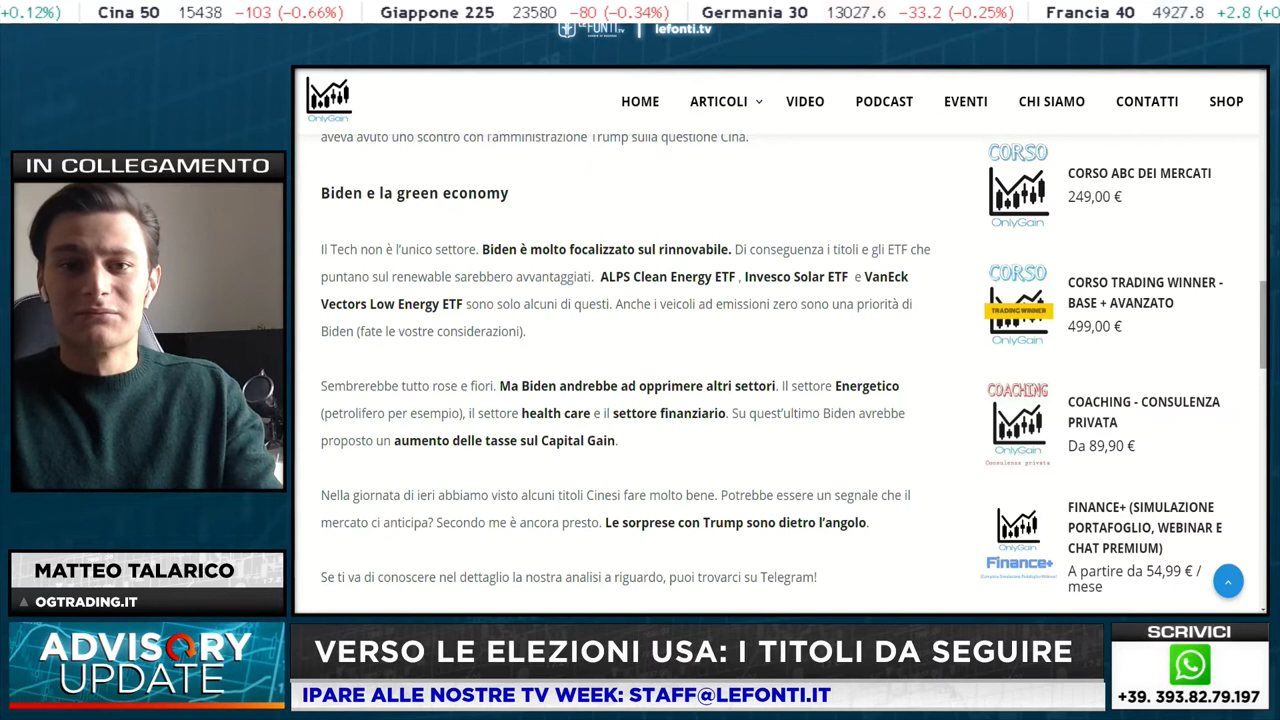 +0.12%) Cina 50 15438 -103 (-0.66%) Giappone 225 23580 -80 (-0.34%) Germania 30 13027.6 -33.2 (-0.25%) Francia 40 4927.8 +2.8 (+0
LEFONTI.TV lefonti.tv
OnlyGain
HOME ARTICOLI VIDEO PODCAST EVENTI CHI SIAMO CONTATTI SHOP
IN COLLEGAMENTO
aveva avuto uno scontro con l'amministrazione Trump sulla questione Cina.
Biden e la green economy
Il Tech non è l'unico settore. Biden è molto focalizzato sul rinnovabile. Di conseguenza i titoli e gli ETF che
puntano sul renewable sarebbero avvantaggiati. ALPS Clean Energy ETF , Invesco Solar ETF e VanEck
Vectors Low Energy ETF sono solo alcuni di questi. Anche i veicoli ad emissioni zero sono una priorità di
Biden (fate le vostre considerazioni).
Sembrerebbe tutto rose e fiori. Ma Biden andrebbe ad opprimere altri settori. Il settore Energetico
(petrolifero per esempio), il settore health care e il settore finanziario. Su quest'ultimo Biden avrebbe
proposto un aumento delle tasse sul Capital Gain.
Nella giornata di ieri abbiamo visto alcuni titoli Cinesi fare molto bene. Potrebbe essere un segnale che il
mercato ci anticipa? Secondo me è ancora presto. Le sorprese con Trump sono dietro l'angolo.
Se ti va di conoscere nel dettaglio la nostra analisi a riguardo, puoi trovarci su Telegram!
CORSO
OnlyGain
CORSO ABC DEI MERCATI
249,00 €
CORSO
TRADING WINNER
OnlyGain
CORSO TRADING WINNER -
BASE + AVANZATO
499,00 €
COACHING
OnlyGain
Consulenza privata
COACHING - CONSULENZA
PRIVATA
Da 89,90 €
OnlyGain
Finance+
FINANCE+ (SIMULAZIONE
PORTAFOGLIO, WEBINAR E
CHAT PREMIUM)
A partire da 54,99 € /
mese
MATTEO TALARICO
OGTRADING.IT
ADVISORY
UPDATE
VERSO LE ELEZIONI USA: I TITOLI DA SEGUIRE
IPARE ALLE NOSTRE TV WEEK: STAFF@LEFONTI.IT
SCRIVICI
+39. 393.82.79.197